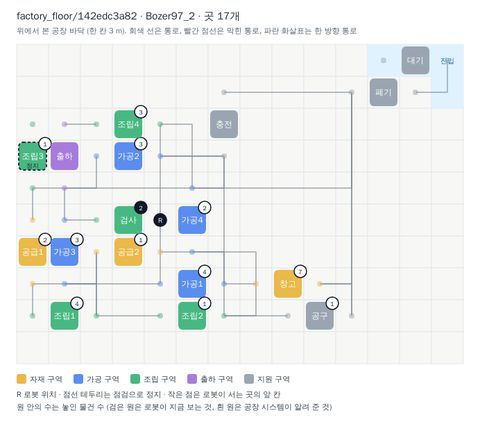 factory_floor/142edc3a82 · Bozer97_2 · 곳 17개
위에서 본 공장 바닥 (한 칸 3 m). 회색 선은 통로, 빨간 점선은 막힌 통로, 파란 화살표는 한 방향 통로
대기
폐기
조립4 3
충전
조립3 1
정지
출하
가공2 3
검사 2
R
가공4 2
공급1 2
가공3 3
공급2 1
가공1 4
창고 7
조립1 4
조립2 1
공구 1
자재 구역
가공 구역
조립 구역
출하 구역
지원 구역
R 로봇 위치 · 점선 테두리는 점검으로 정지 · 작은 점은 로봇이 서는 곳의 앞 칸
원 안의 수는 놓인 물건 수 (검은 원은 로봇이 지금 보는 것, 흰 원은 공장 시스템이 알려 준 것)